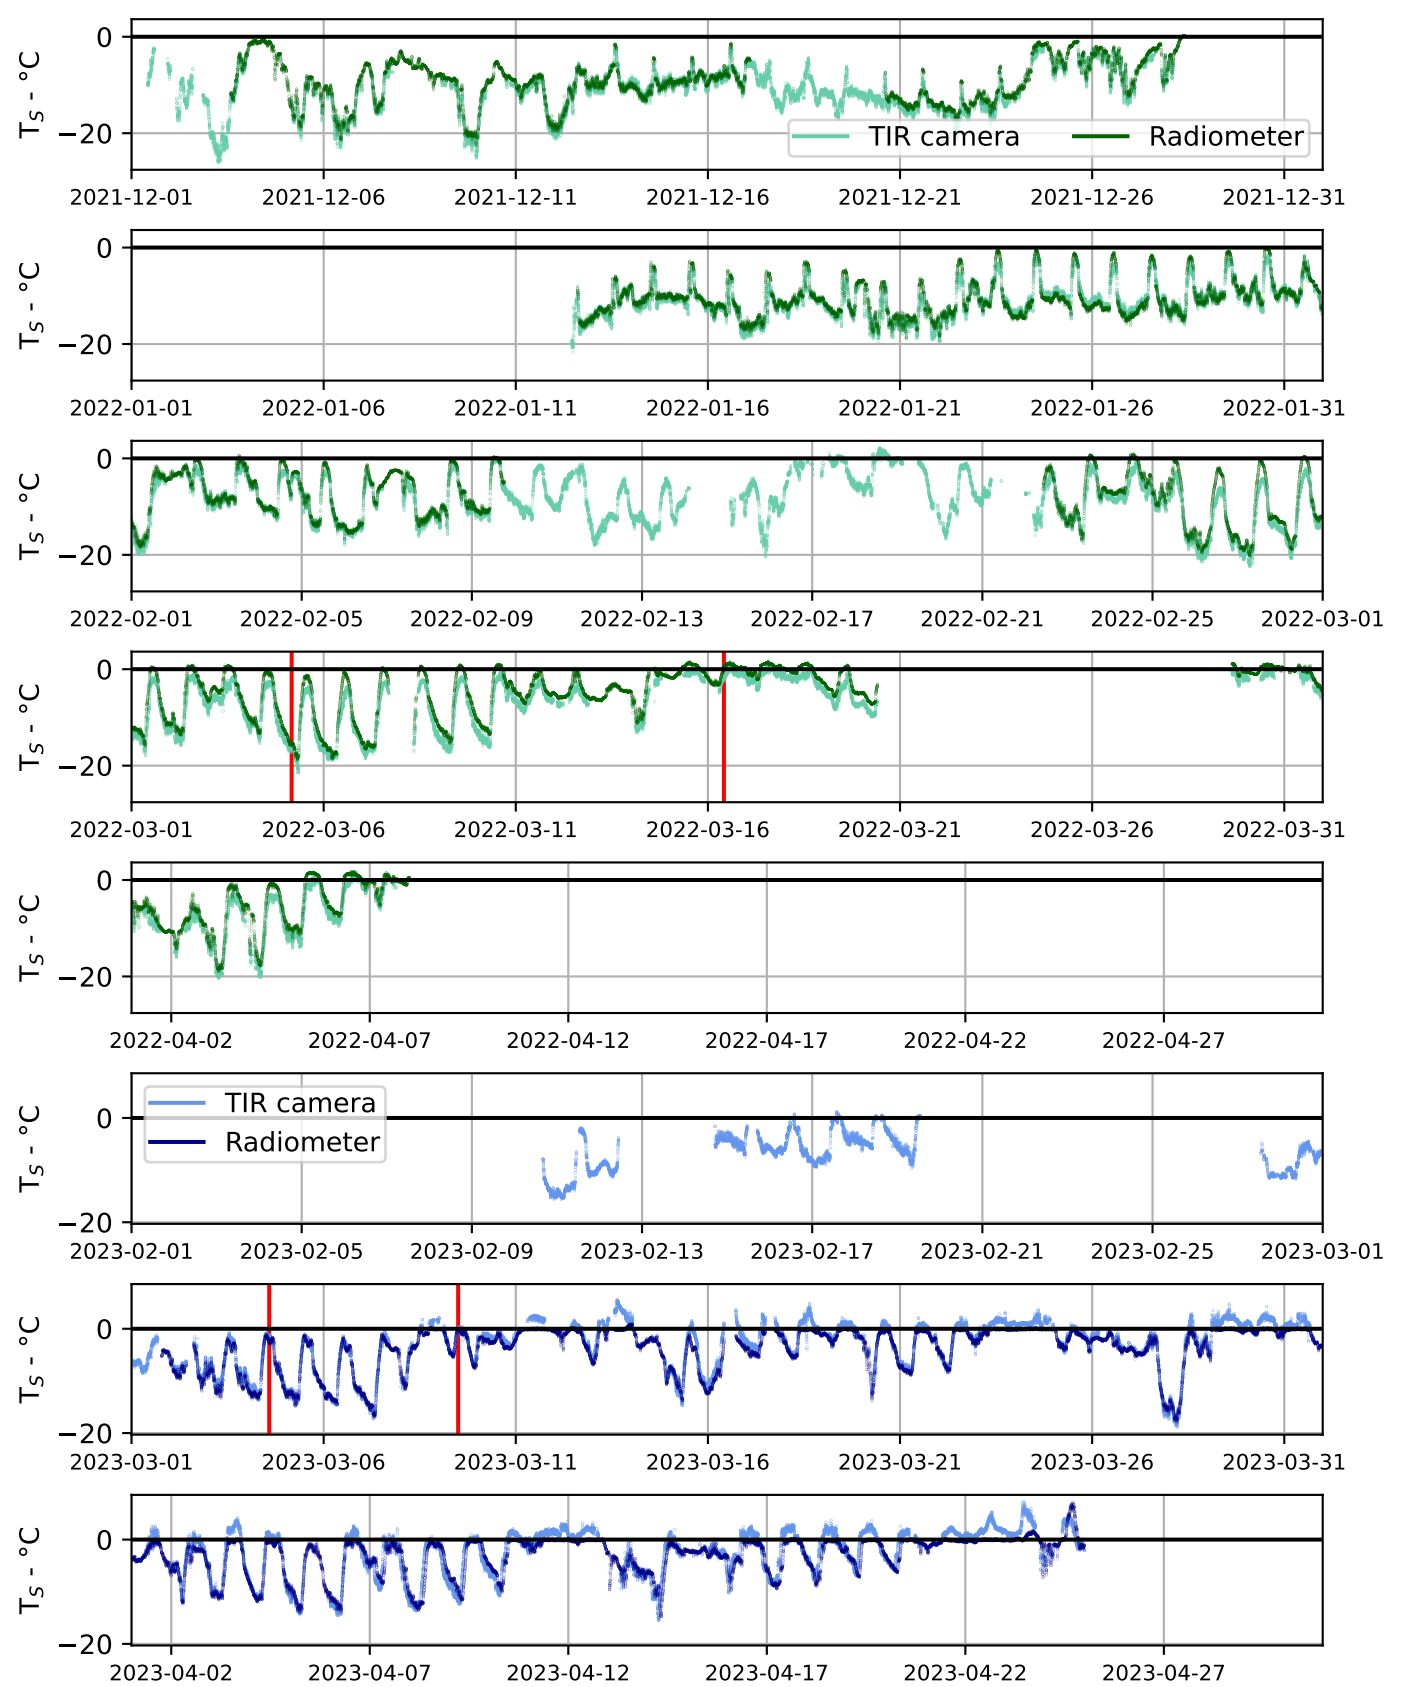 0
T_S - °C
−20
TIR camera Radiometer
2021-12-01 2021-12-06 2021-12-11 2021-12-16 2021-12-21 2021-12-26 2021-12-31
0
T_S - °C
−20
2022-01-01 2022-01-06 2022-01-11 2022-01-16 2022-01-21 2022-01-26 2022-01-31
0
T_S - °C
−20
2022-02-01 2022-02-05 2022-02-09 2022-02-13 2022-02-17 2022-02-21 2022-02-25 2022-03-01
0
T_S - °C
−20
2022-03-01 2022-03-06 2022-03-11 2022-03-16 2022-03-21 2022-03-26 2022-03-31
0
T_S - °C
−20
2022-04-02 2022-04-07 2022-04-12 2022-04-17 2022-04-22 2022-04-27
TIR camera
0
Radiometer
T_S - °C
−20
2023-02-01 2023-02-05 2023-02-09 2023-02-13 2023-02-17 2023-02-21 2023-02-25 2023-03-01
0
T_S - °C
−20
2023-03-01 2023-03-06 2023-03-11 2023-03-16 2023-03-21 2023-03-26 2023-03-31
0
T_S - °C
−20
2023-04-02 2023-04-07 2023-04-12 2023-04-17 2023-04-22 2023-04-27